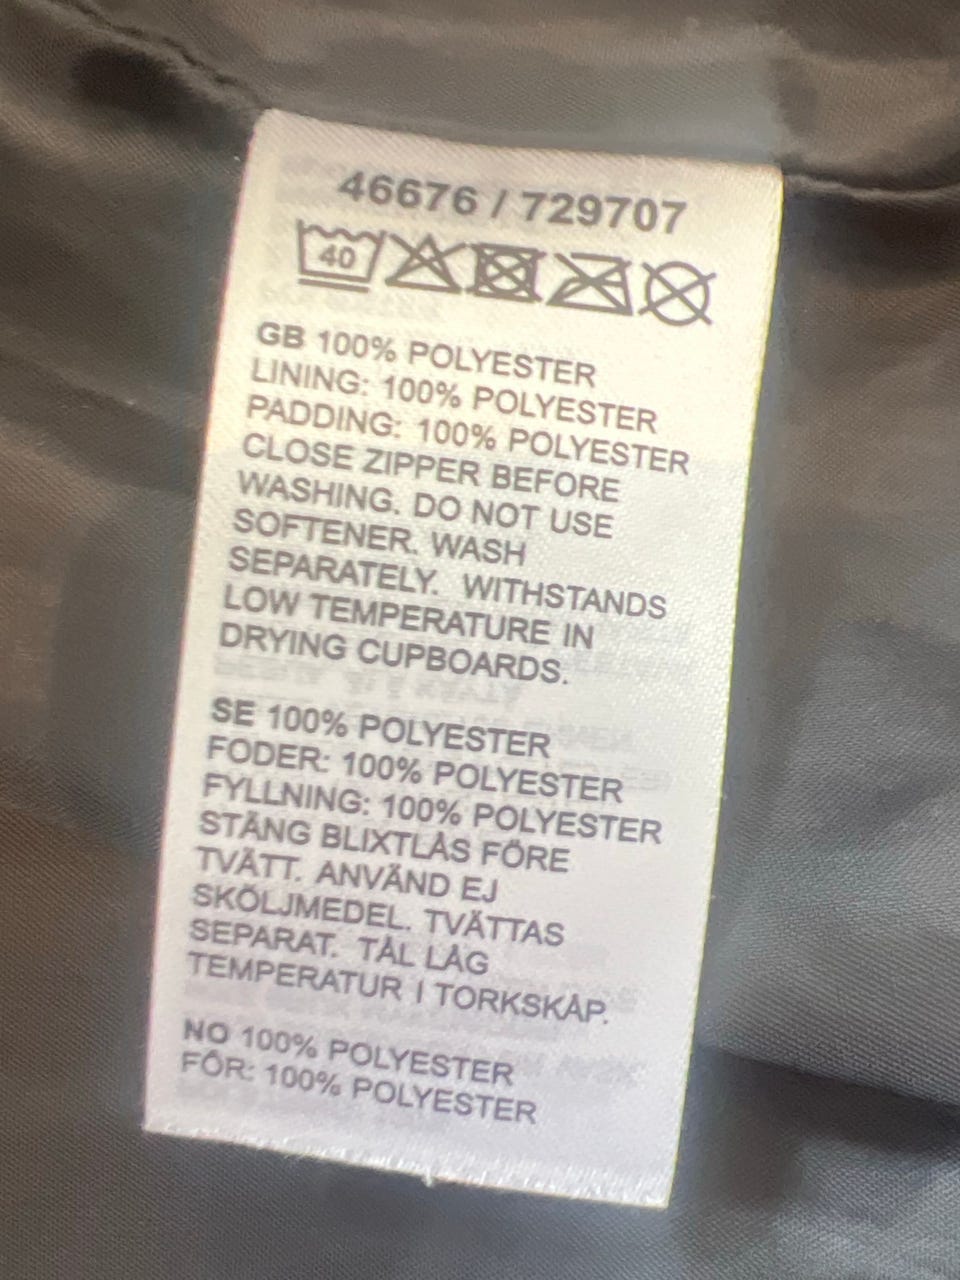 46676 / 729707
40
GB 100% POLYESTER
LINING: 100% POLYESTER
PADDING: 100% POLYESTER
CLOSE ZIPPER BEFORE
WASHING. DO NOT USE
SOFTENER. WASH
SEPARATELY. WITHSTANDS
LOW TEMPERATURE IN
DRYING CUPBOARDS.
SE 100% POLYESTER
FODER: 100% POLYESTER
FYLLNING: 100% POLYESTER
STÄNG BLIXTLÅS FÖRE
TVÄTT. ANVÄND EJ
SKÖLJMEDEL. TVÄTTAS
SEPARAT. TÅL LÅG
TEMPERATUR I TORKSKÅP.
NO 100% POLYESTER
FÔR: 100% POLYESTER